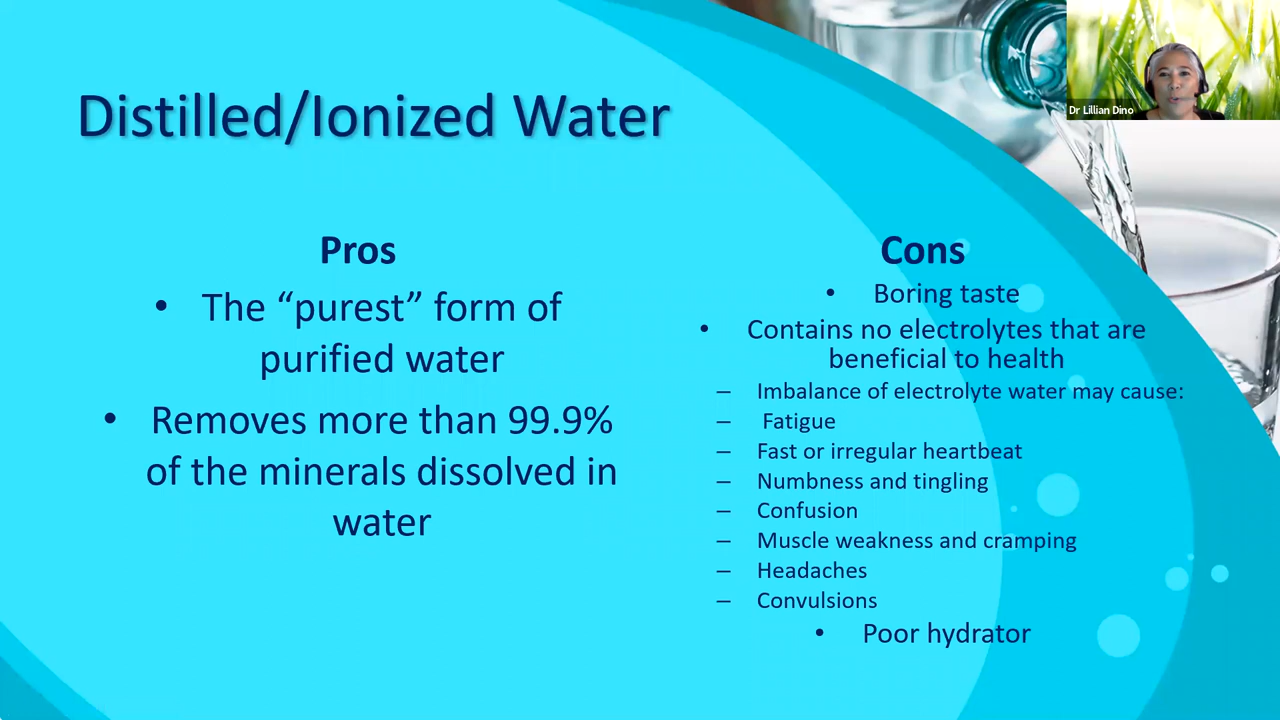 Dr Lillian Dino
Distilled/Ionized Water
Pros
• The “purest” form of
purified water
• Removes more than 99.9%
of the minerals dissolved in
water
Cons
• Boring taste
• Contains no electrolytes that are
beneficial to health
– Imbalance of electrolyte water may cause:
– Fatigue
– Fast or irregular heartbeat
– Numbness and tingling
– Confusion
– Muscle weakness and cramping
– Headaches
– Convulsions
• Poor hydrator